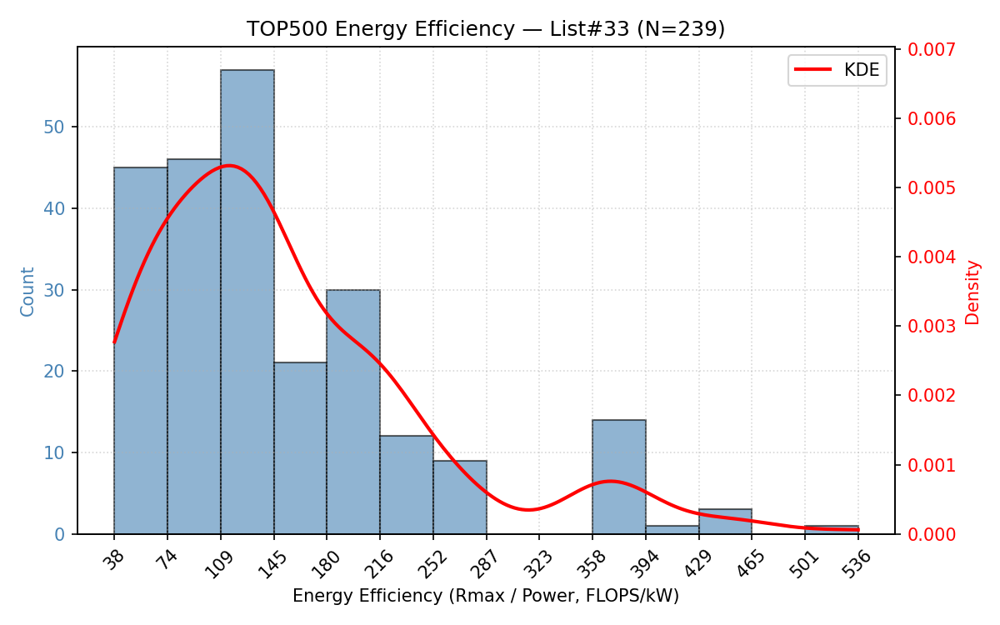 TOP500 Energy Efficiency — List#33 (N=239)
KDE
Count
50
40
30
20
10
0
0.007
0.006
0.005
0.004
0.003
0.002
0.001
0.000
Density
38 74 109 145 180 216 252 287 323 358 394 429 465 501 536
Energy Efficiency (Rmax / Power, FLOPS/kW)